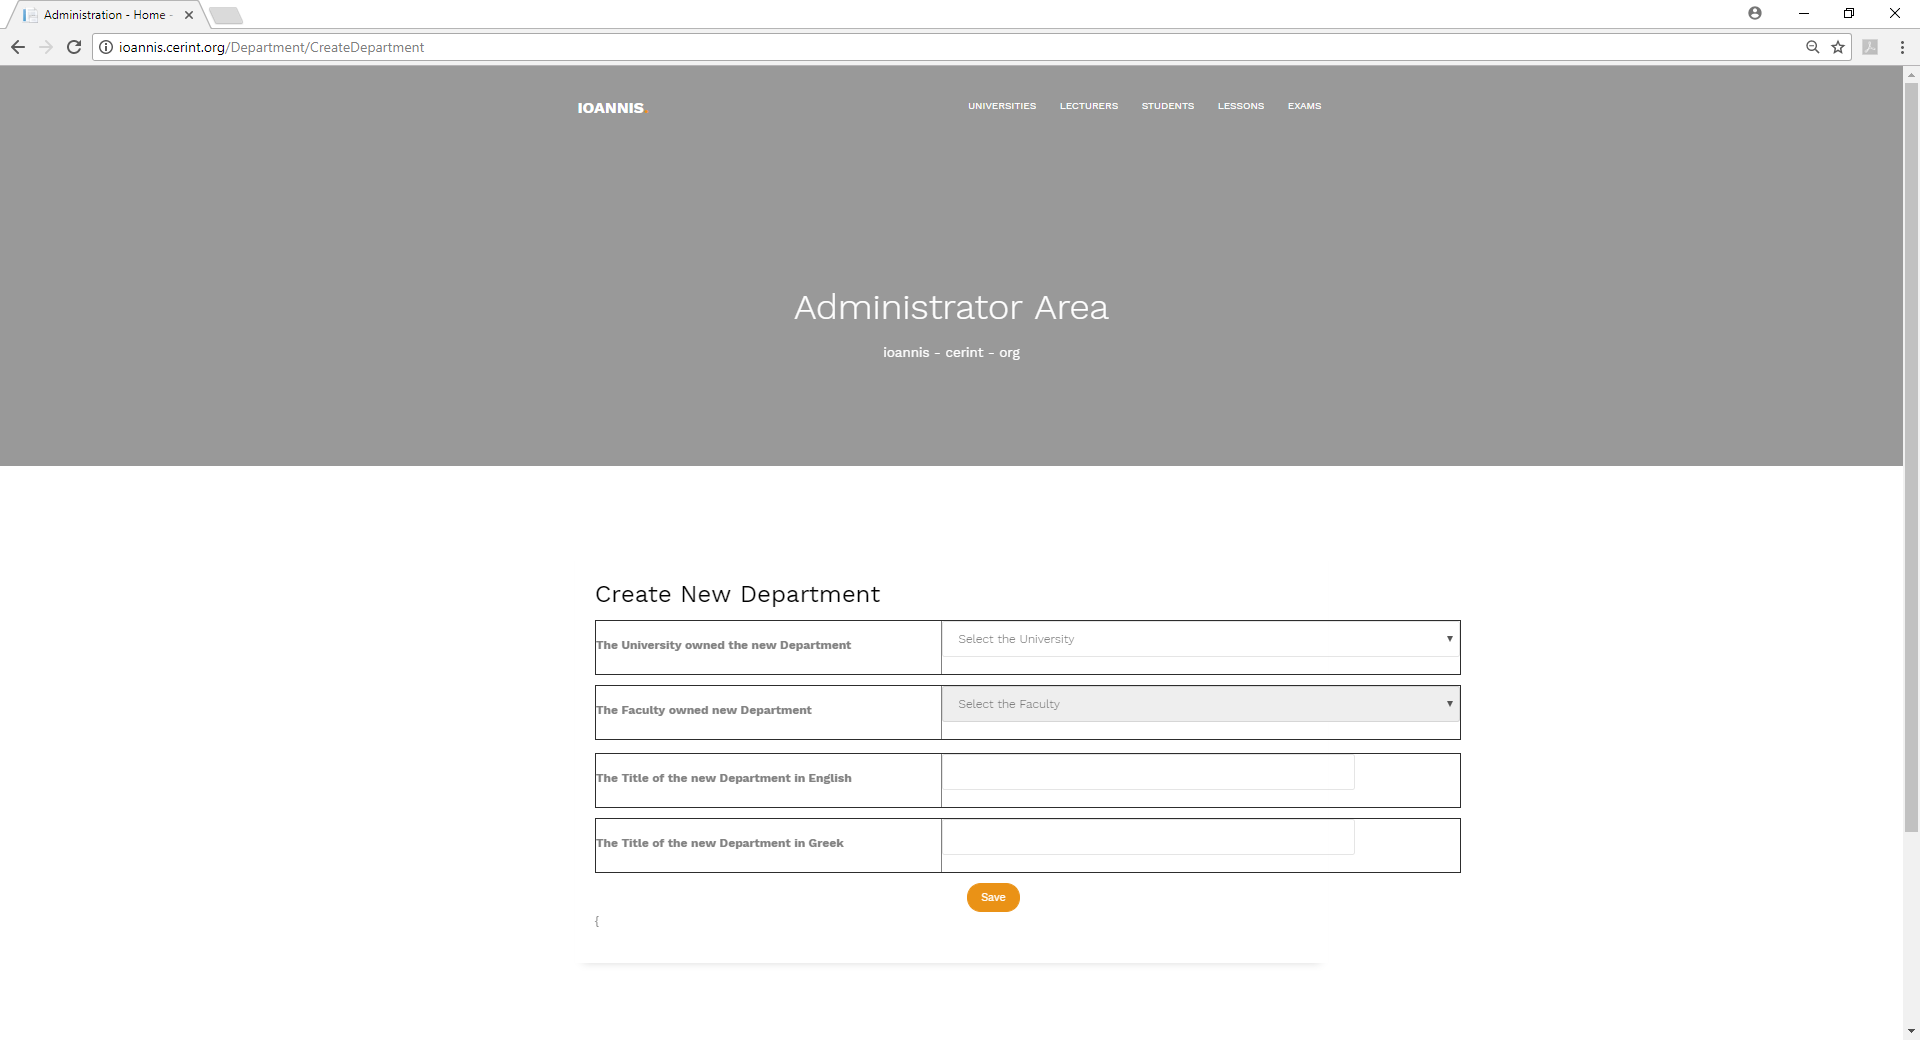 Administration - Home -
ioannis.cerint.org/Department/CreateDepartment
IOANNIS.
UNIVERSITIES LECTURERS STUDENTS LESSONS EXAMS
Administrator Area
ioannis - cerint - org
Create New Department
The University owned the new Department Select the University
The Faculty owned new Department Select the Faculty
The Title of the new Department in English
The Title of the new Department in Greek
Save
{